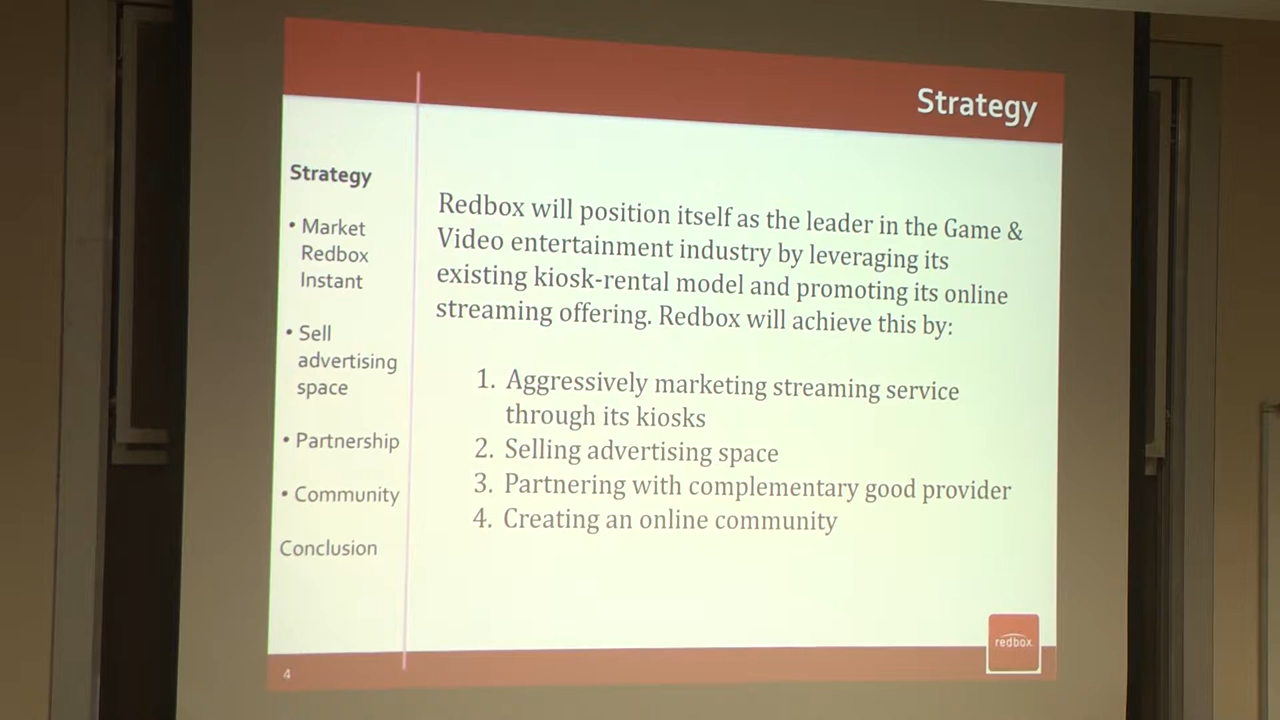 Strategy
Strategy
• Market
Redbox
Instant
• Sell
advertising
space
• Partnership
• Community
Conclusion
Redbox will position itself as the leader in the Game &
Video entertainment industry by leveraging its
existing kiosk-rental model and promoting its online
streaming offering. Redbox will achieve this by:
1. Aggressively marketing streaming service
through its kiosks
2. Selling advertising space
3. Partnering with complementary good provider
4. Creating an online community
redbox
4